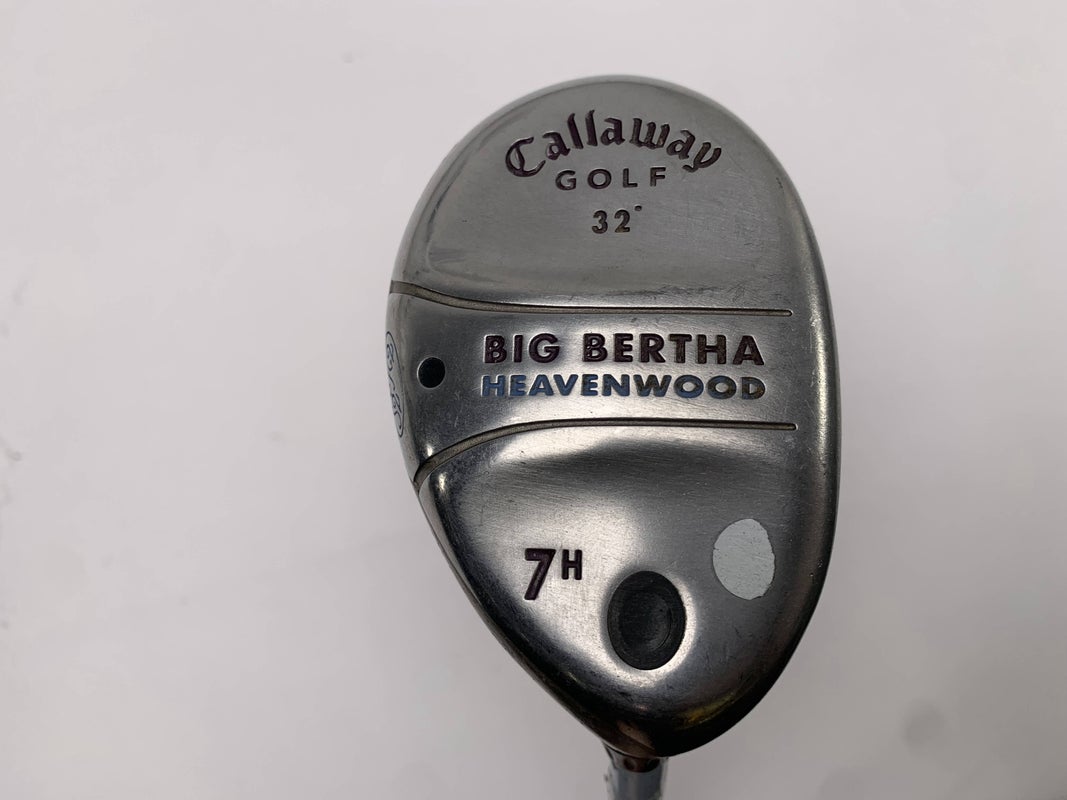 Callaway
GOLF
32°
BIG BERTHA
HEAVENWOOD
7H